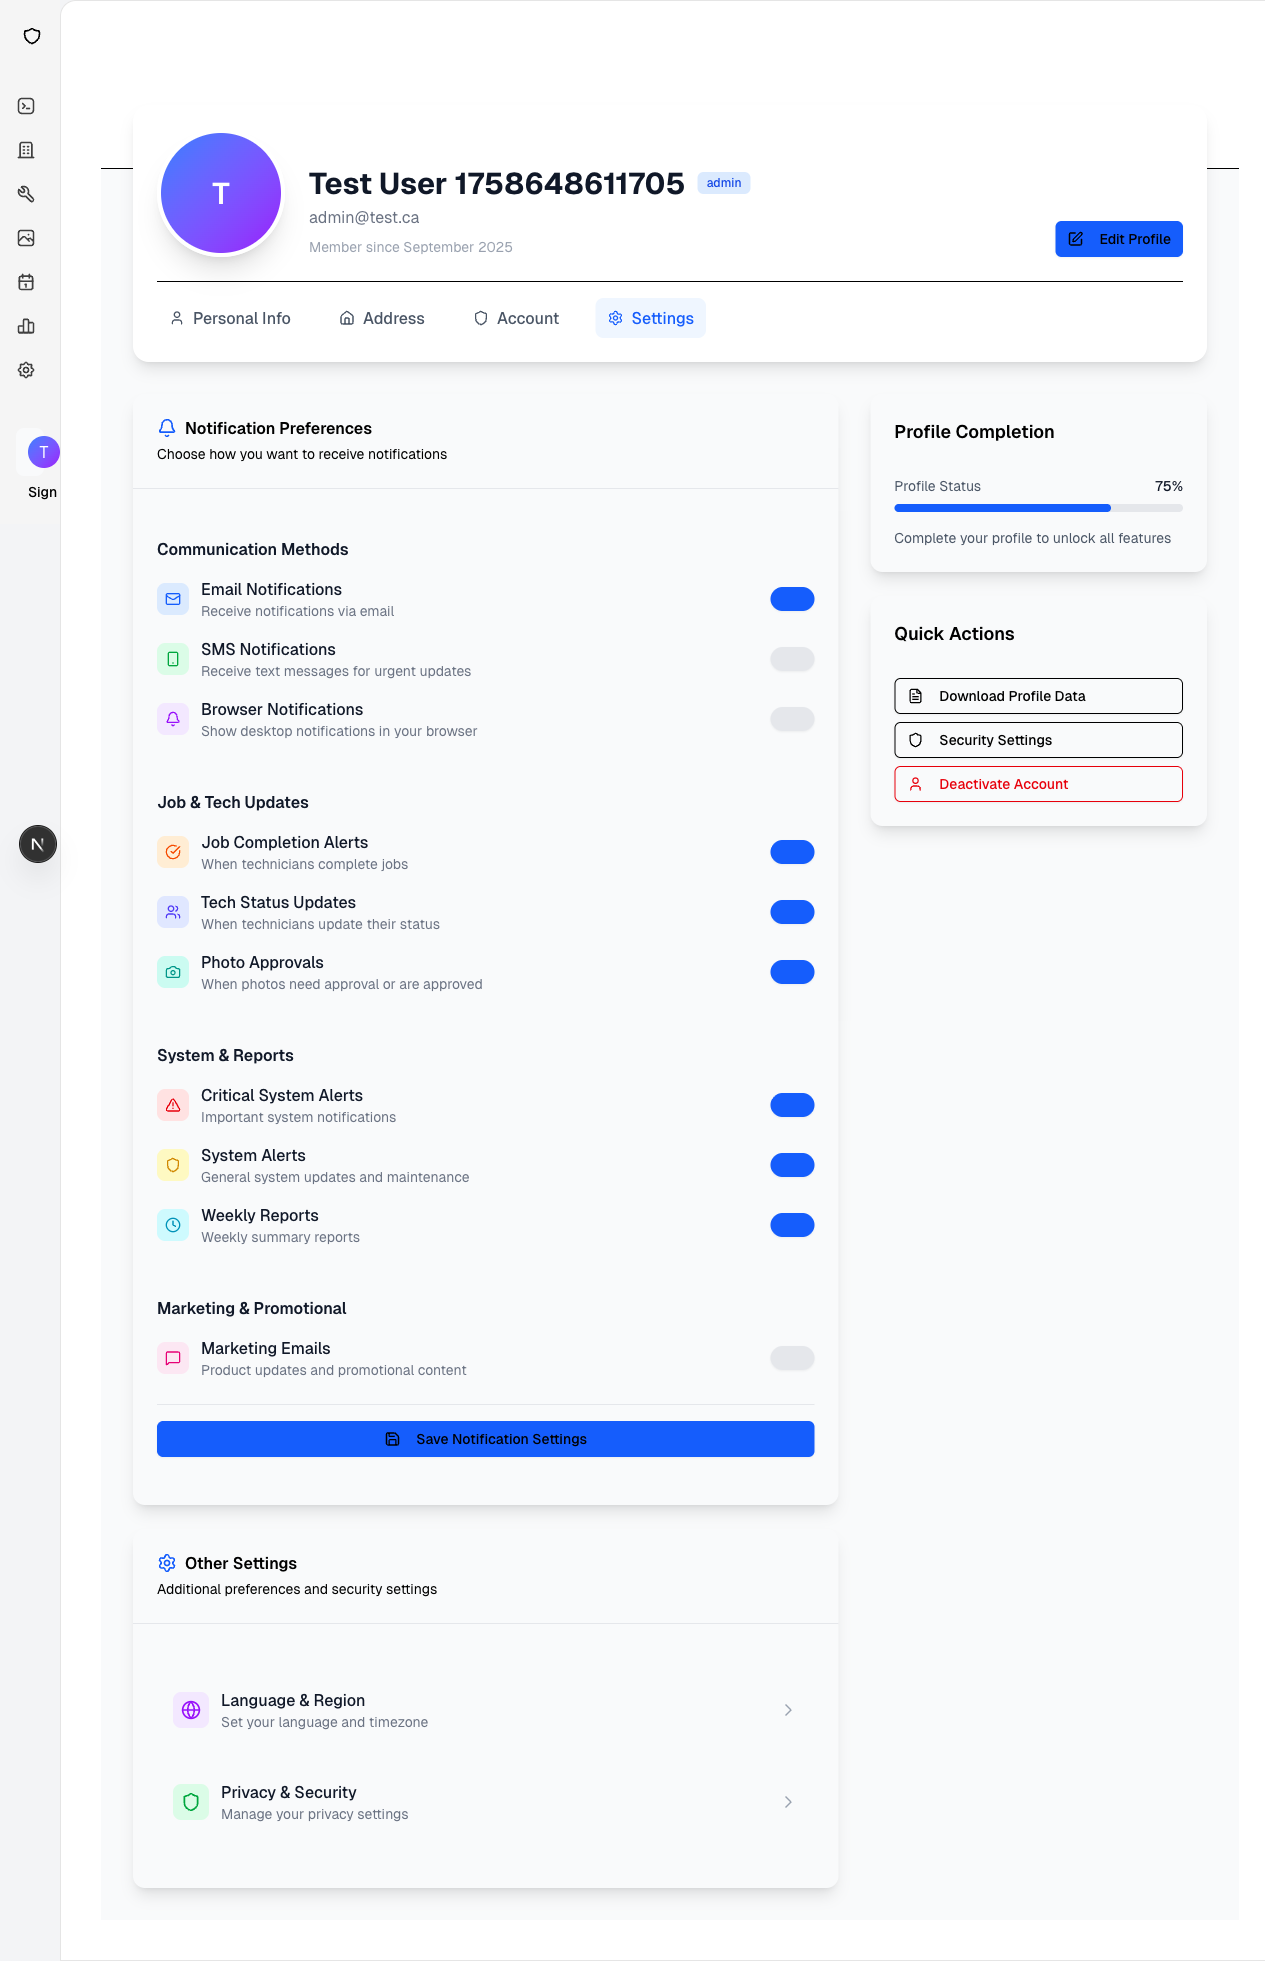 T
Sign
N
T
Test User 1758648611705
admin
admin@test.ca
Member since September 2025
Edit Profile
Personal Info
Address
Account
Settings
Notification Preferences
Choose how you want to receive notifications
Communication Methods
Email Notifications
Receive notifications via email
SMS Notifications
Receive text messages for urgent updates
Browser Notifications
Show desktop notifications in your browser
Job & Tech Updates
Job Completion Alerts
When technicians complete jobs
Tech Status Updates
When technicians update their status
Photo Approvals
When photos need approval or are approved
System & Reports
Critical System Alerts
Important system notifications
System Alerts
General system updates and maintenance
Weekly Reports
Weekly summary reports
Marketing & Promotional
Marketing Emails
Product updates and promotional content
Save Notification Settings
Other Settings
Additional preferences and security settings
Language & Region
Set your language and timezone
Privacy & Security
Manage your privacy settings
Profile Completion
Profile Status
75%
Complete your profile to unlock all features
Quick Actions
Download Profile Data
Security Settings
Deactivate Account